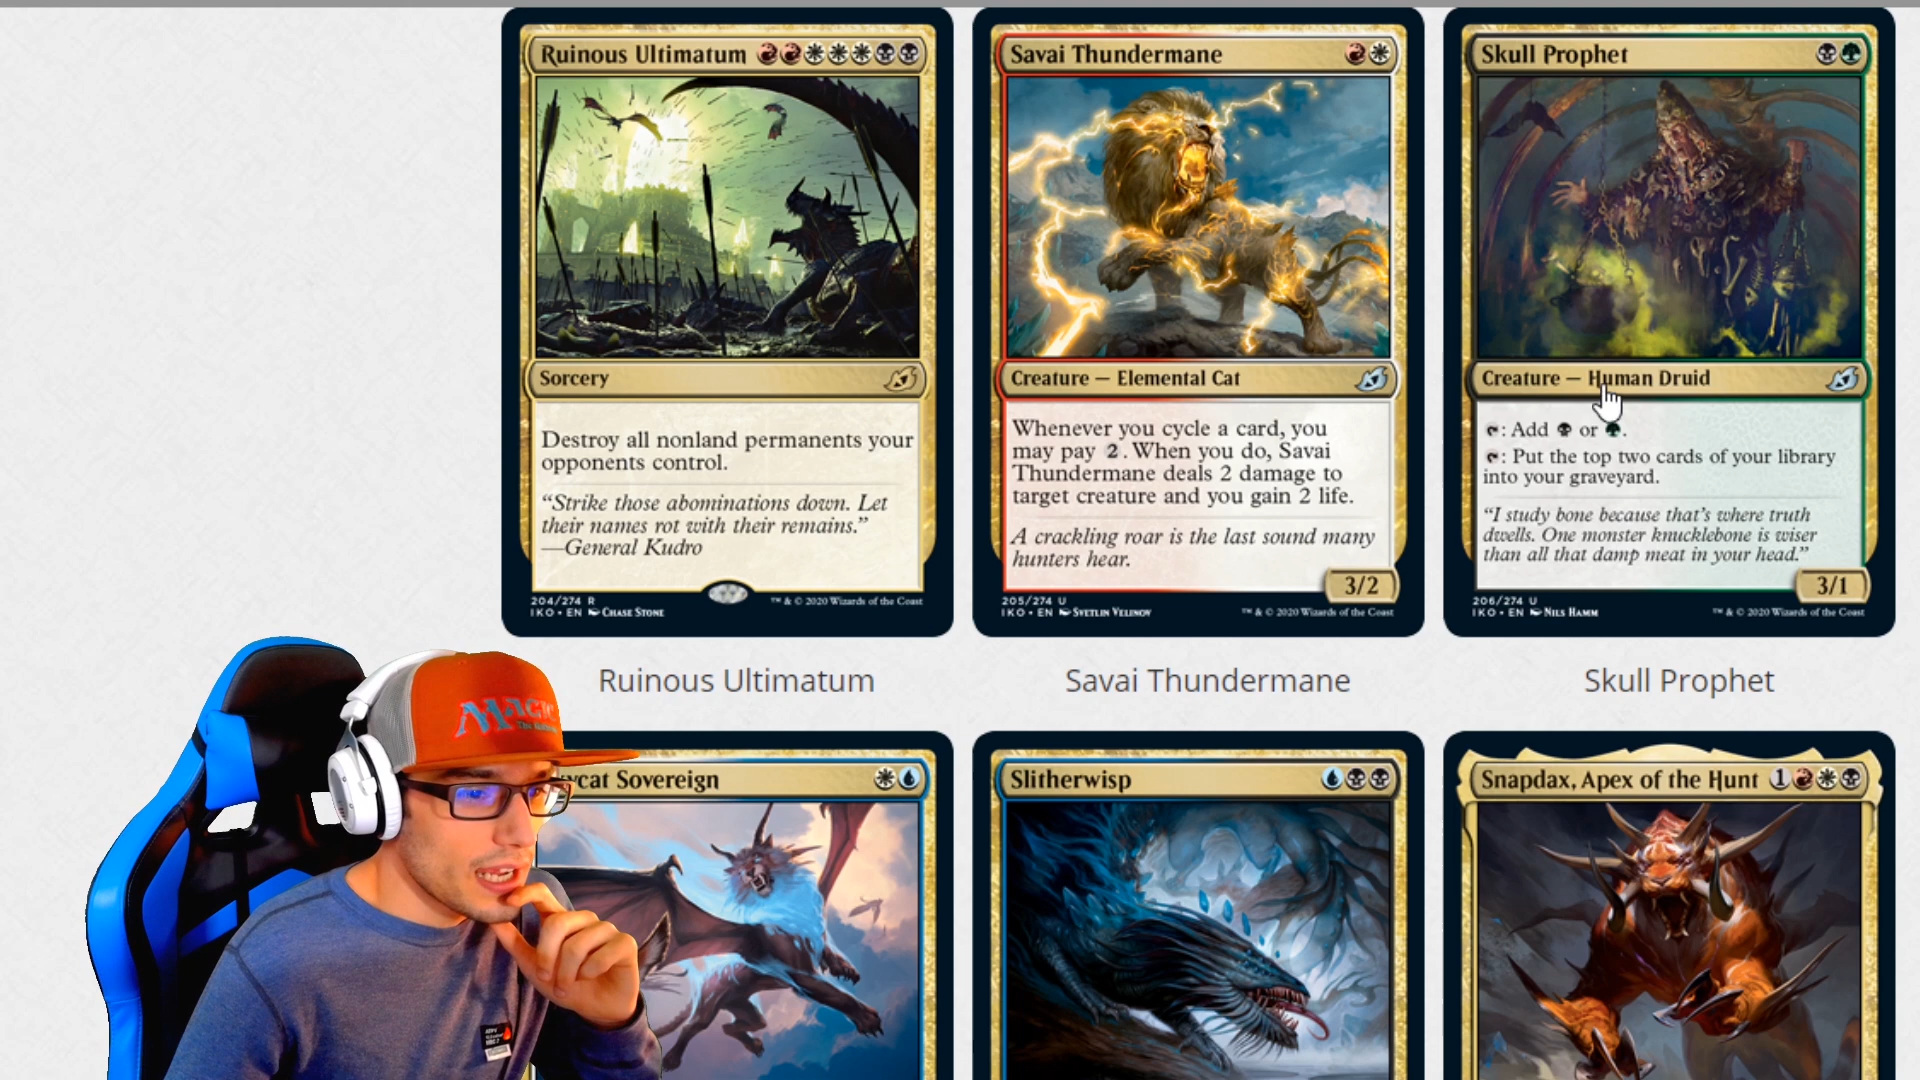 Ruinous Ultimatum
Sorcery
Destroy all nonland permanents your
opponents control.
“Strike those abominations down. Let
their names rot with their remains.”
—General Kudro
204/274 R
IKO • EN Chase Stone
™ & © 2020 Wizards of the Coast
Savai Thundermane
Creature — Elemental Cat
Whenever you cycle a card, you
may pay 2. When you do, Savai
Thundermane deals 2 damage to
target creature and you gain 2 life.
A crackling roar is the last sound many
hunters hear.
3/2
205/274 U
IKO • EN Svetlin Velinov
™ & © 2020 Wizards of the Coast
Skull Prophet
Creature — Human Druid
: Add or .
: Put the top two cards of your library
into your graveyard.
“I study bone because that’s where truth
dwells. One monster knucklebone is wiser
than all that damp meat in your head.”
3/1
206/274 U
IKO • EN Nils Hamm
™ & © 2020 Wizards of the Coast
Ruinous Ultimatum
Savai Thundermane
Skull Prophet
Magic
ycat Sovereign
Slitherwisp
Snapdax, Apex of the Hunt 1